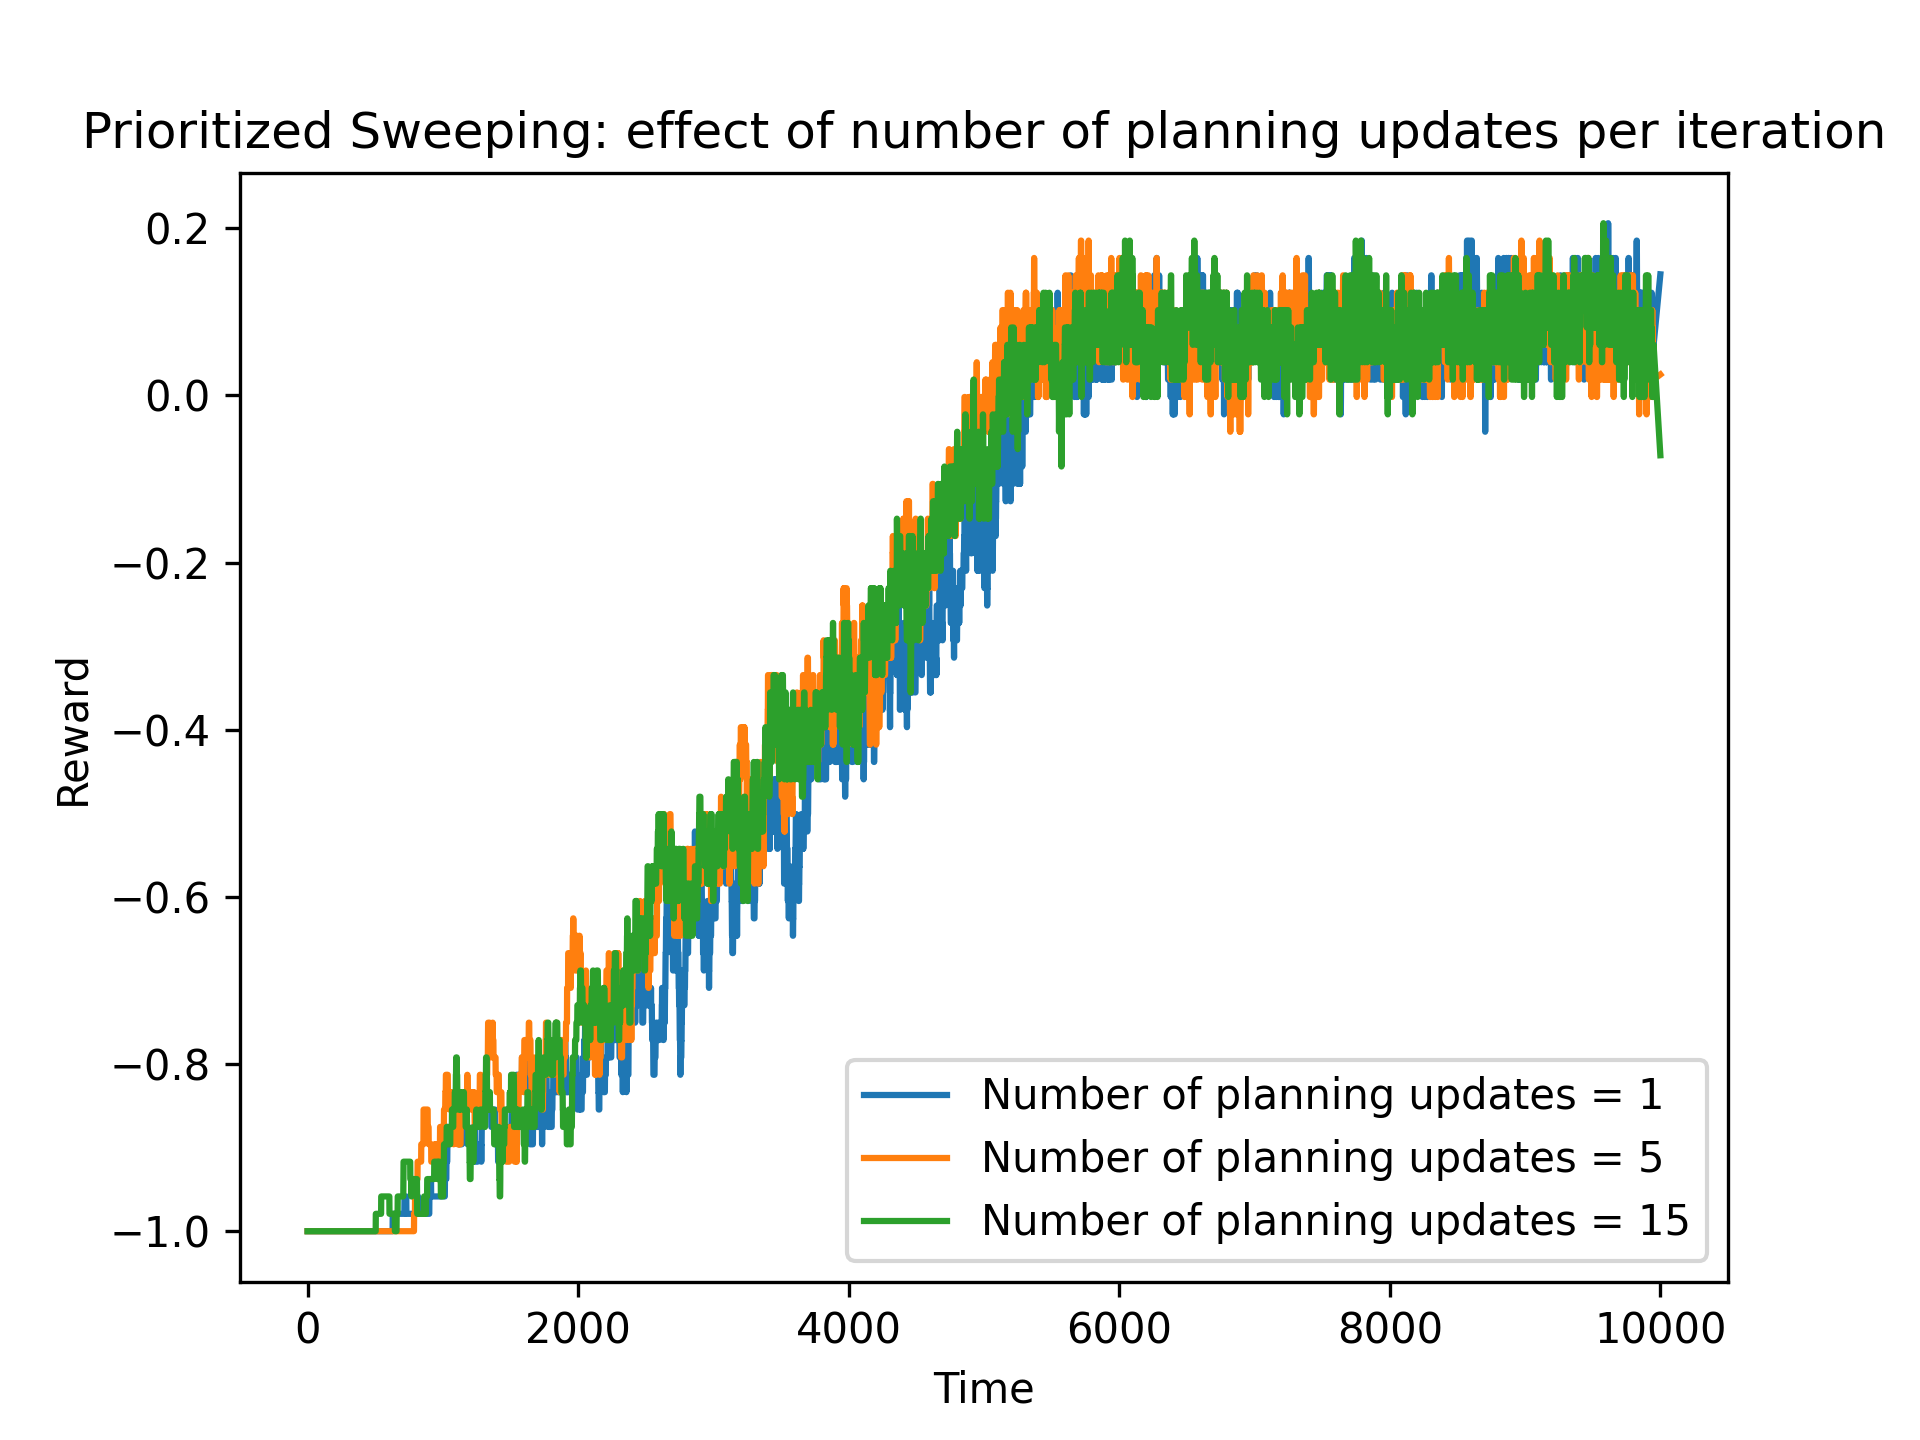 Prioritized Sweeping: effect of number of planning updates per iteration
0.2
0.0
−0.2
−0.4
−0.6
−0.8
−1.0
Reward
Number of planning updates = 1
Number of planning updates = 5
Number of planning updates = 15
0 2000 4000 6000 8000 10000
Time